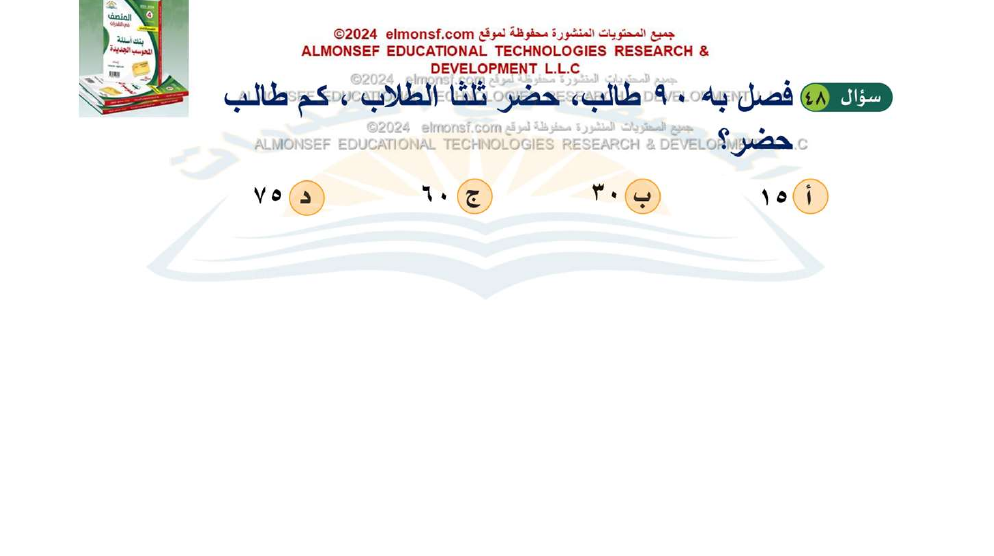 المنصف
في القدرات
بنك أسئلة
المحوسب الجديدة
جميع المحتويات المنشورة محفوظة لموقع elmonsf.com ©2024
ALMONSEF EDUCATIONAL TECHNOLOGIES RESEARCH &
DEVELOPMENT L.L.C
جميع المحتويات المنشورة محفوظة لموقع elmonsf.com ©2024
ALMONSEF EDUCATIONAL TECHNOLOGIES RESEARCH & DEVELOPMENT L.L.C
سؤال ٤٨ فصل به ٩٠ طالب، حضر ثلثا الطلاب ، كم طالب
حضر؟
جميع المحتويات المنشورة محفوظة لموقع elmonsf.com ©2024
ALMONSEF EDUCATIONAL TECHNOLOGIES RESEARCH & DEVELOPMENT L.L.C
أ ١٥ ب ٣٠ ج ٦٠ د ٧٥